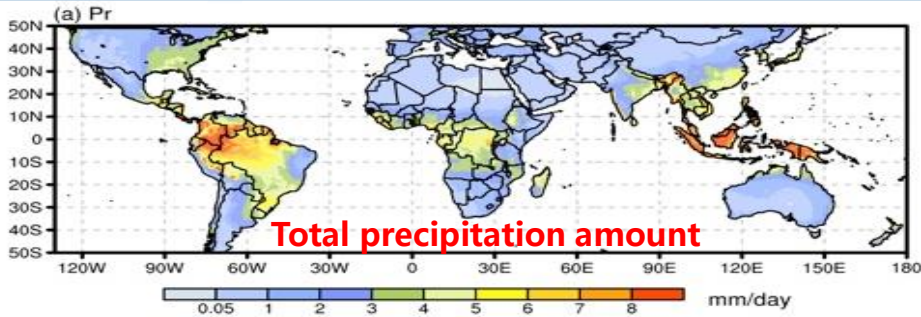 (a) Pr
50N
40N
30N
20N
10N
0
10S
20S
30S
40S
50S
Total precipitation amount
120W 90W 60W 30W 0 30E 60E 90E 120E 150E 180
0.05 1 2 3 4 5 6 7 8 mm/day